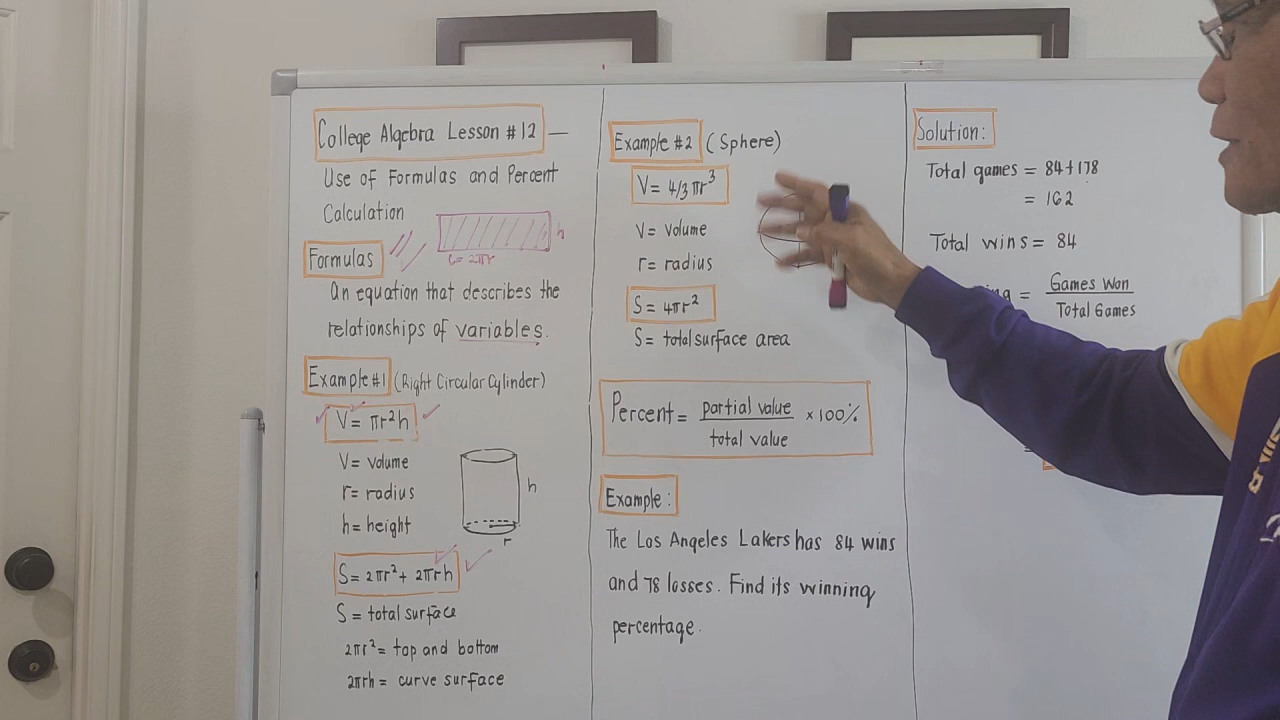 College Algebra Lesson #12 —
Use of Formulas and Percent
Calculation
h
C = 2πr
Formulas
An equation that describes the
relationships of variables.
Example #1 (Right Circular Cylinder)
V = πr²h
V = volume
r = radius
h = height
h
r
S = 2πr² + 2πrh
S = total surface
2πr² = top and bottom
2πrh = curve surface
Example #2 (Sphere)
V = 4/3 πr³
V = volume
r = radius
S = 4πr²
S = total surface area
Percent = partial value / total value × 100%
Example:
The Los Angeles Lakers has 84 wins
and 78 losses. Find its winning
percentage.
Solution:
Total games = 84+178
= 162
Total wins = 84
= Games Won / Total Games